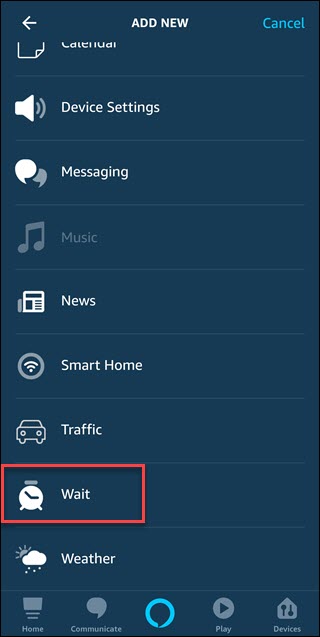 ADD NEW
Cancel
Calendar
Device Settings
Messaging
Music
News
Smart Home
Traffic
Wait
Weather
Home
Communicate
Play
Devices